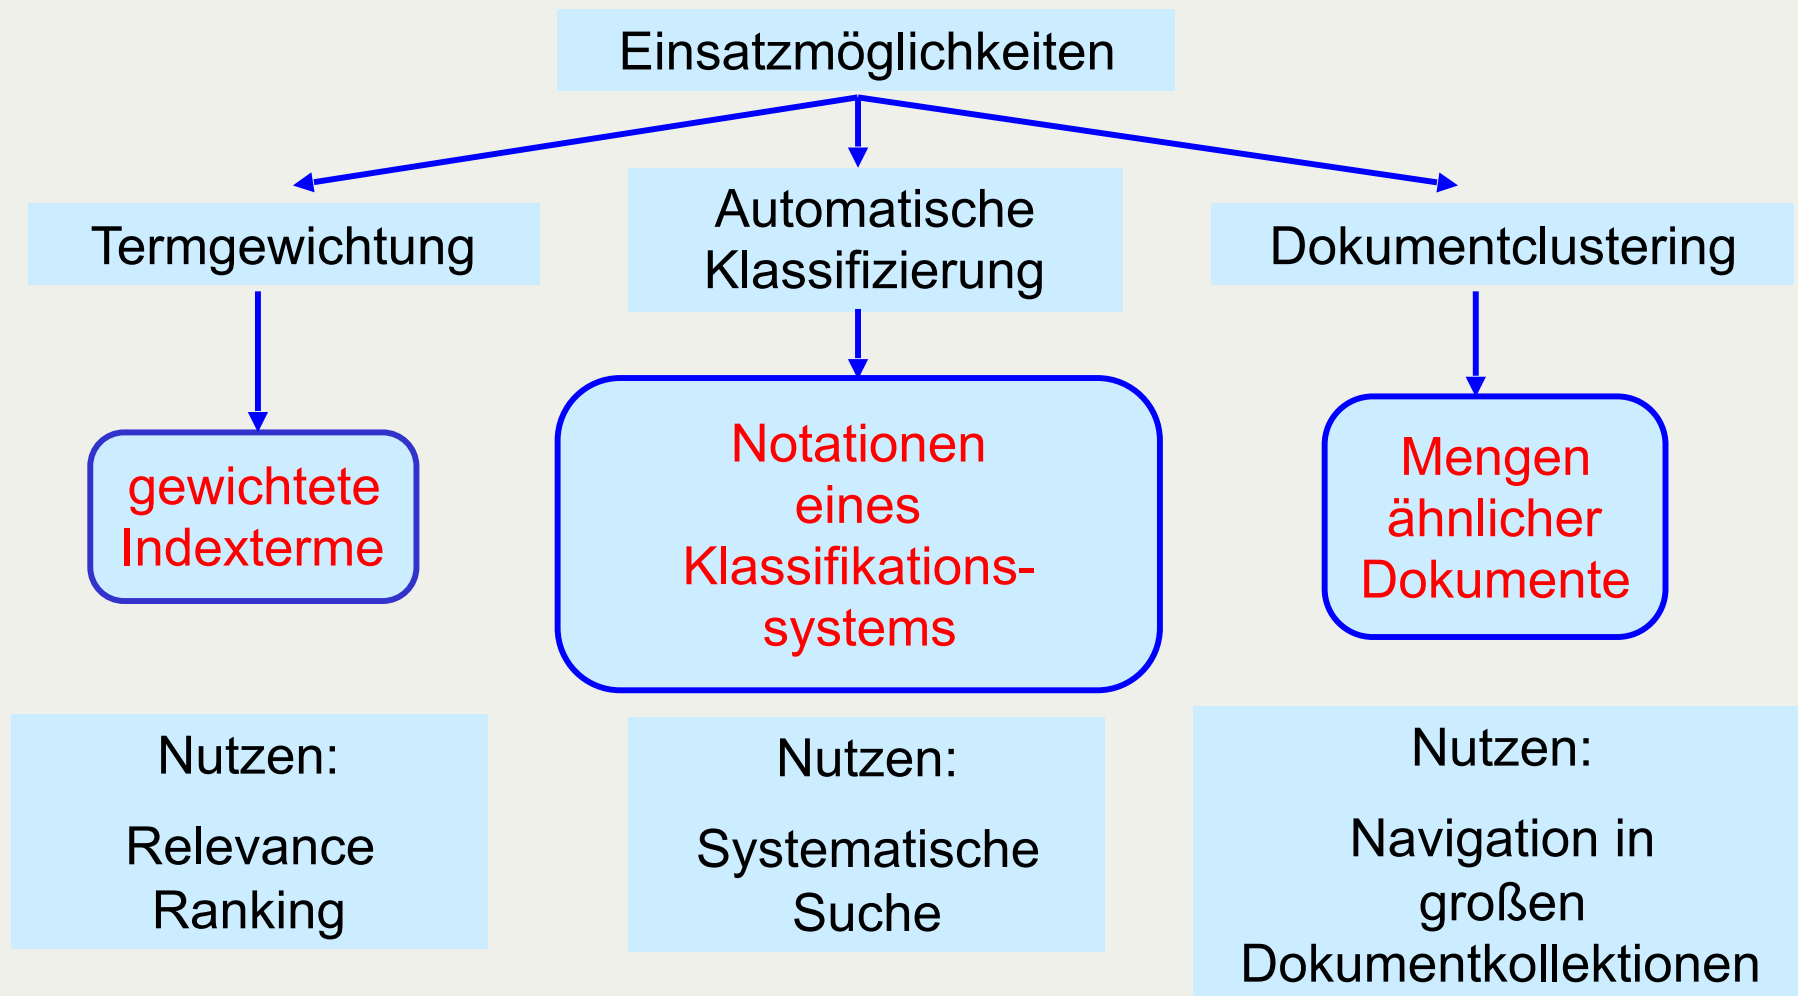 Einsatzmöglichkeiten
Termgewichtung
Automatische
Klassifizierung
Dokumentclustering
gewichtete
Indexterme
Notationen
eines
Klassifikations-
systems
Mengen
ähnlicher
Dokumente
Nutzen:
Relevance
Ranking
Nutzen:
Systematische
Suche
Nutzen:
Navigation in
großen
Dokumentkollektionen